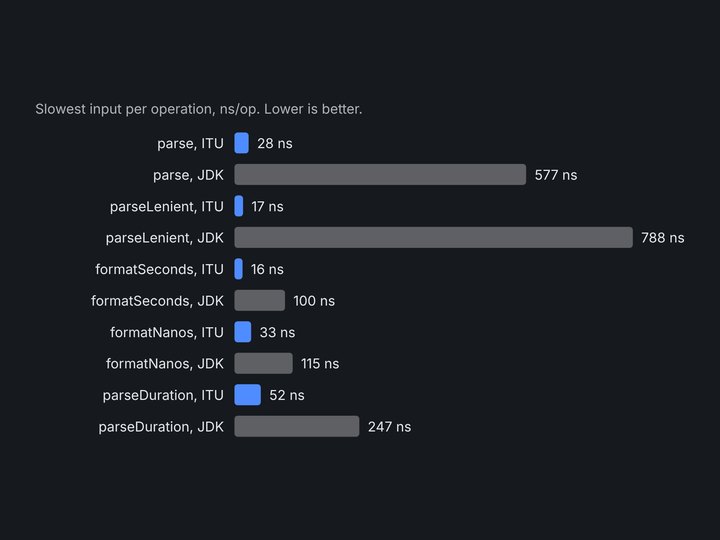 Slowest input per operation, ns/op. Lower is better.
parse, ITU 28 ns
parse, JDK 577 ns
parseLenient, ITU 17 ns
parseLenient, JDK 788 ns
formatSeconds, ITU 16 ns
formatSeconds, JDK 100 ns
formatNanos, ITU 33 ns
formatNanos, JDK 115 ns
parseDuration, ITU 52 ns
parseDuration, JDK 247 ns